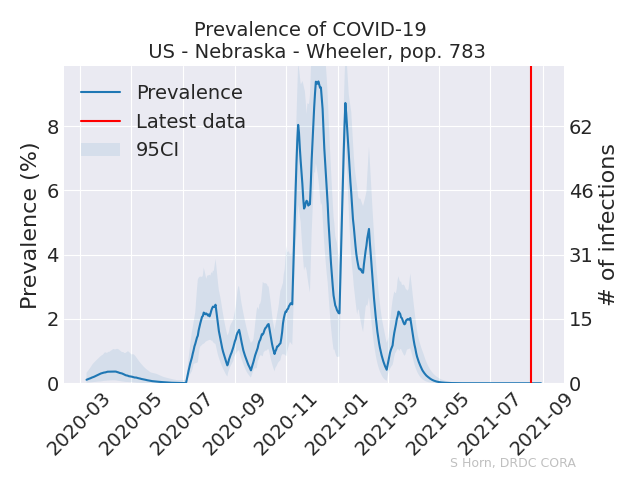 Prevalence of COVID-19
US - Nebraska - Wheeler, pop. 783
Prevalence
Latest data
95CI
Prevalence (%)
8
6
4
2
0
# of infections
62
46
31
15
0
2020-03
2020-05
2020-07
2020-09
2020-11
2021-01
2021-03
2021-05
2021-07
2021-09
S Horn, DRDC CORA